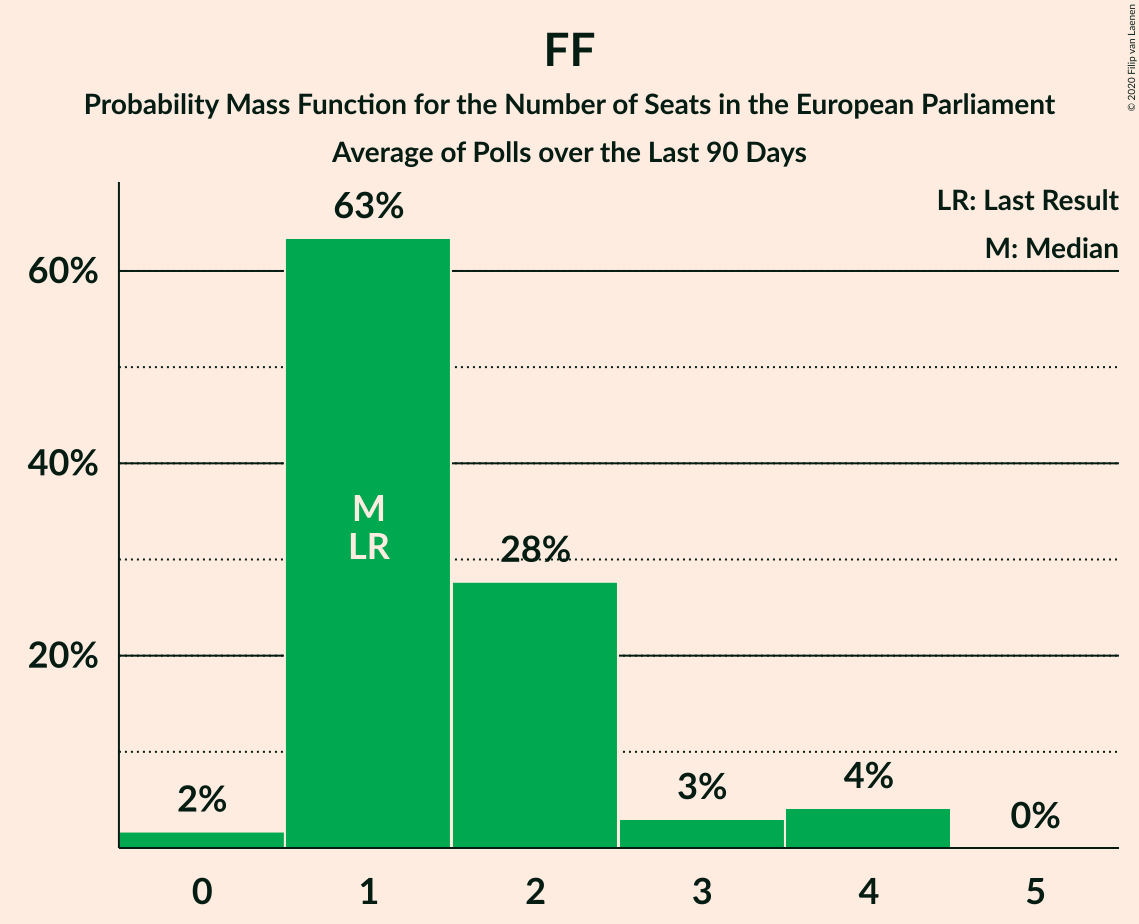 FF
Probability Mass Function for the Number of Seats in the European Parliament
Average of Polls over the Last 90 Days
© 2020 Filip van Laenen
LR: Last Result
M: Median
63%
60%
40%
M
LR
28%
20%
2%
3%
4%
0%
0 1 2 3 4 5